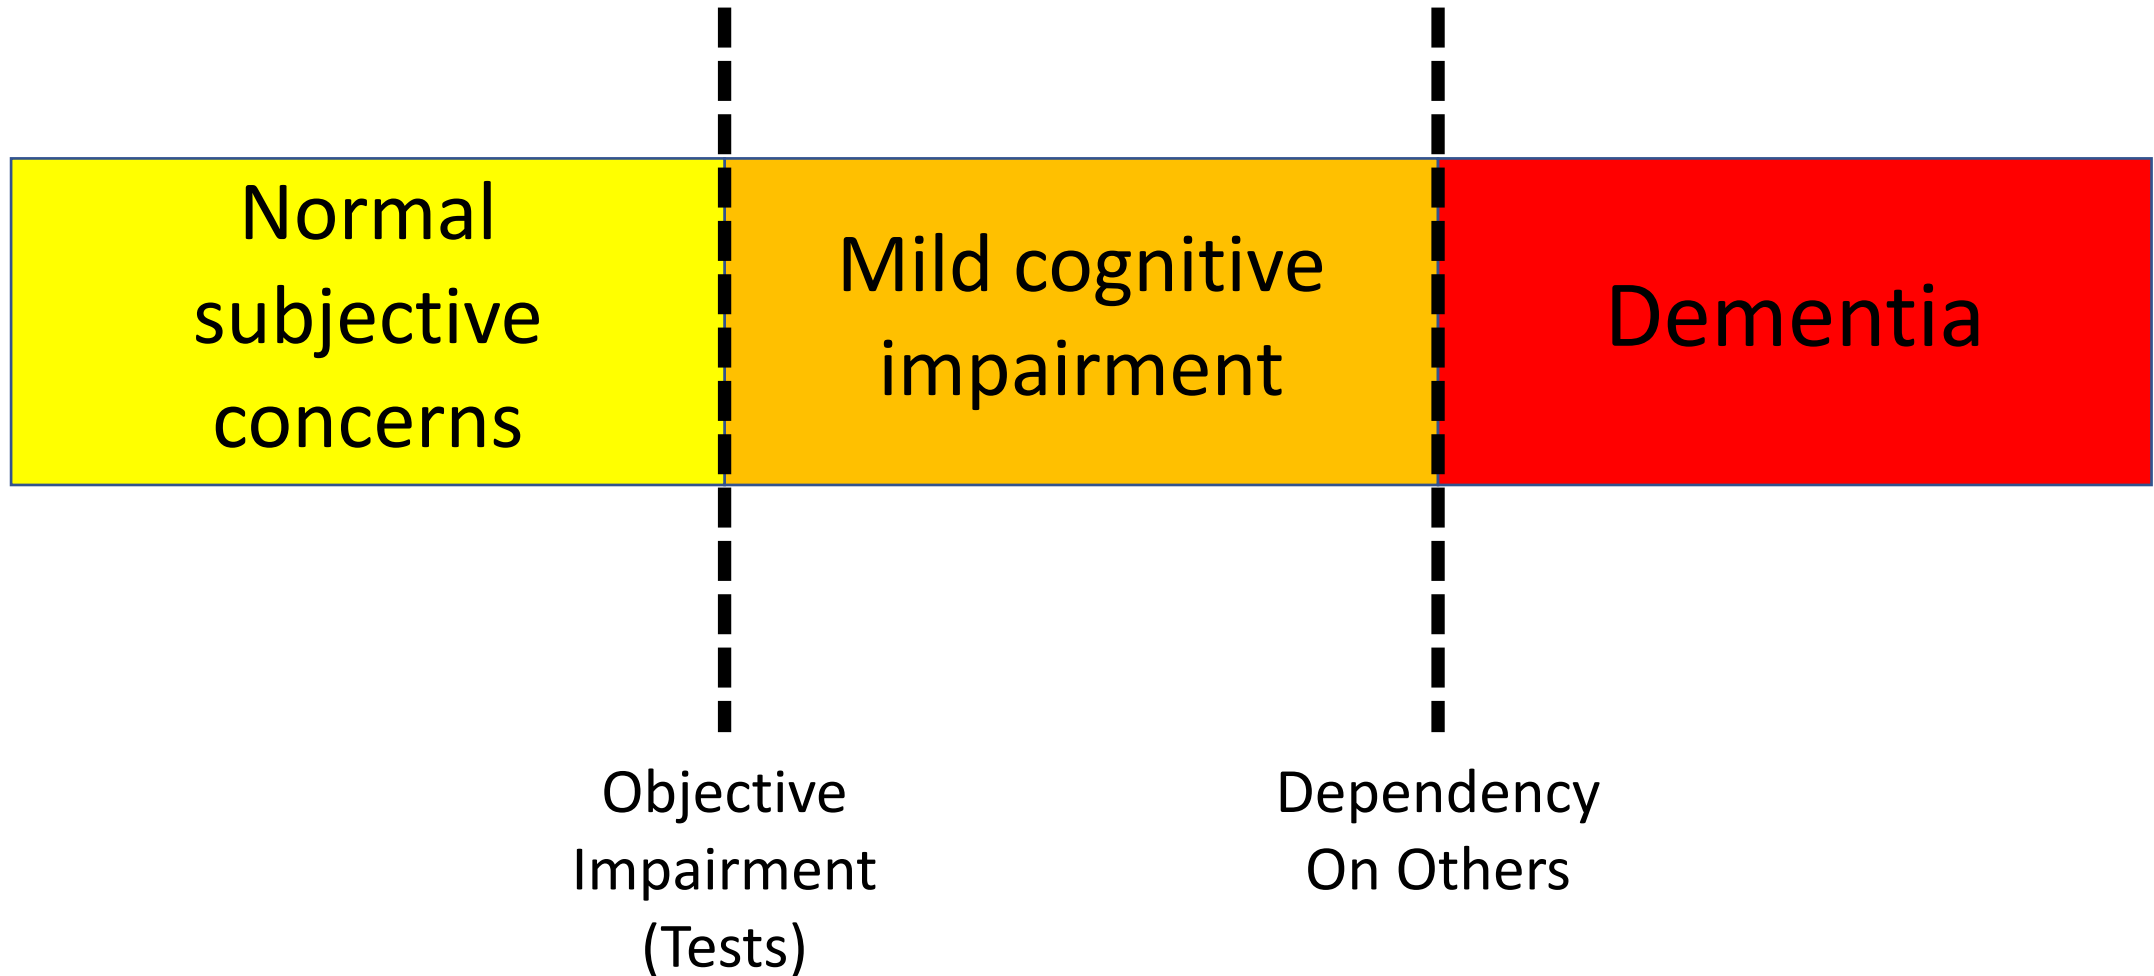 Normal
subjective
concerns
Mild cognitive
impairment
Dementia
Objective
Impairment
(Tests)
Dependency
On Others